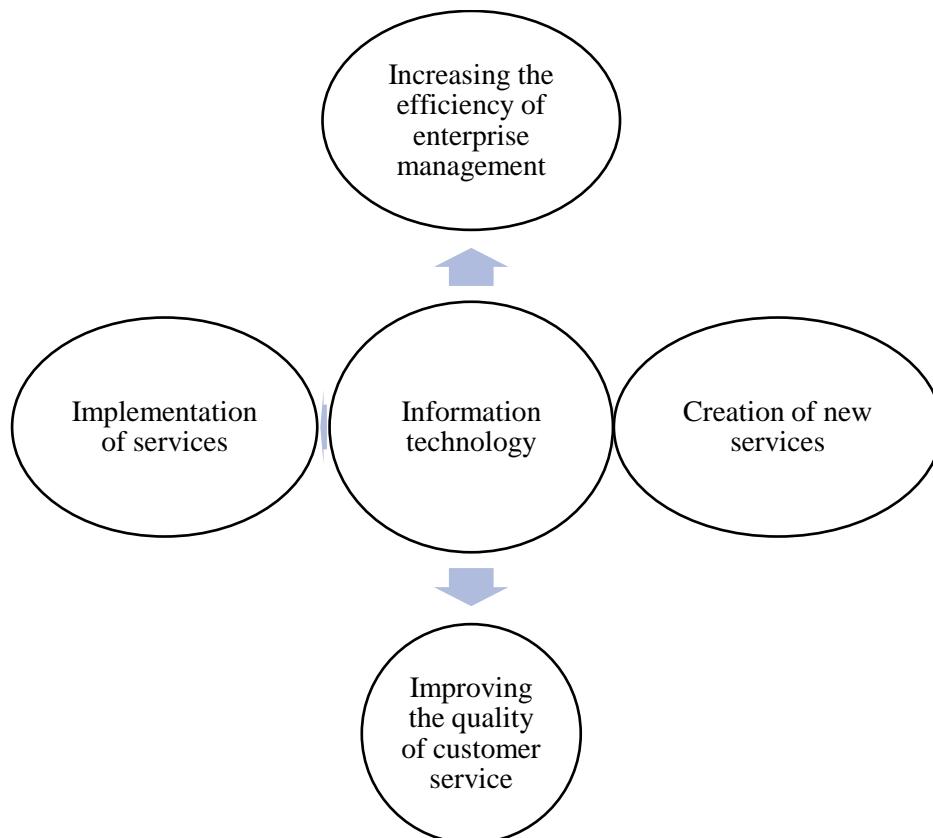 Increasing the
efficiency of
enterprise
management
Implementation
of services
Information
technology
Creation of new
services
Improving
the quality
of customer
service